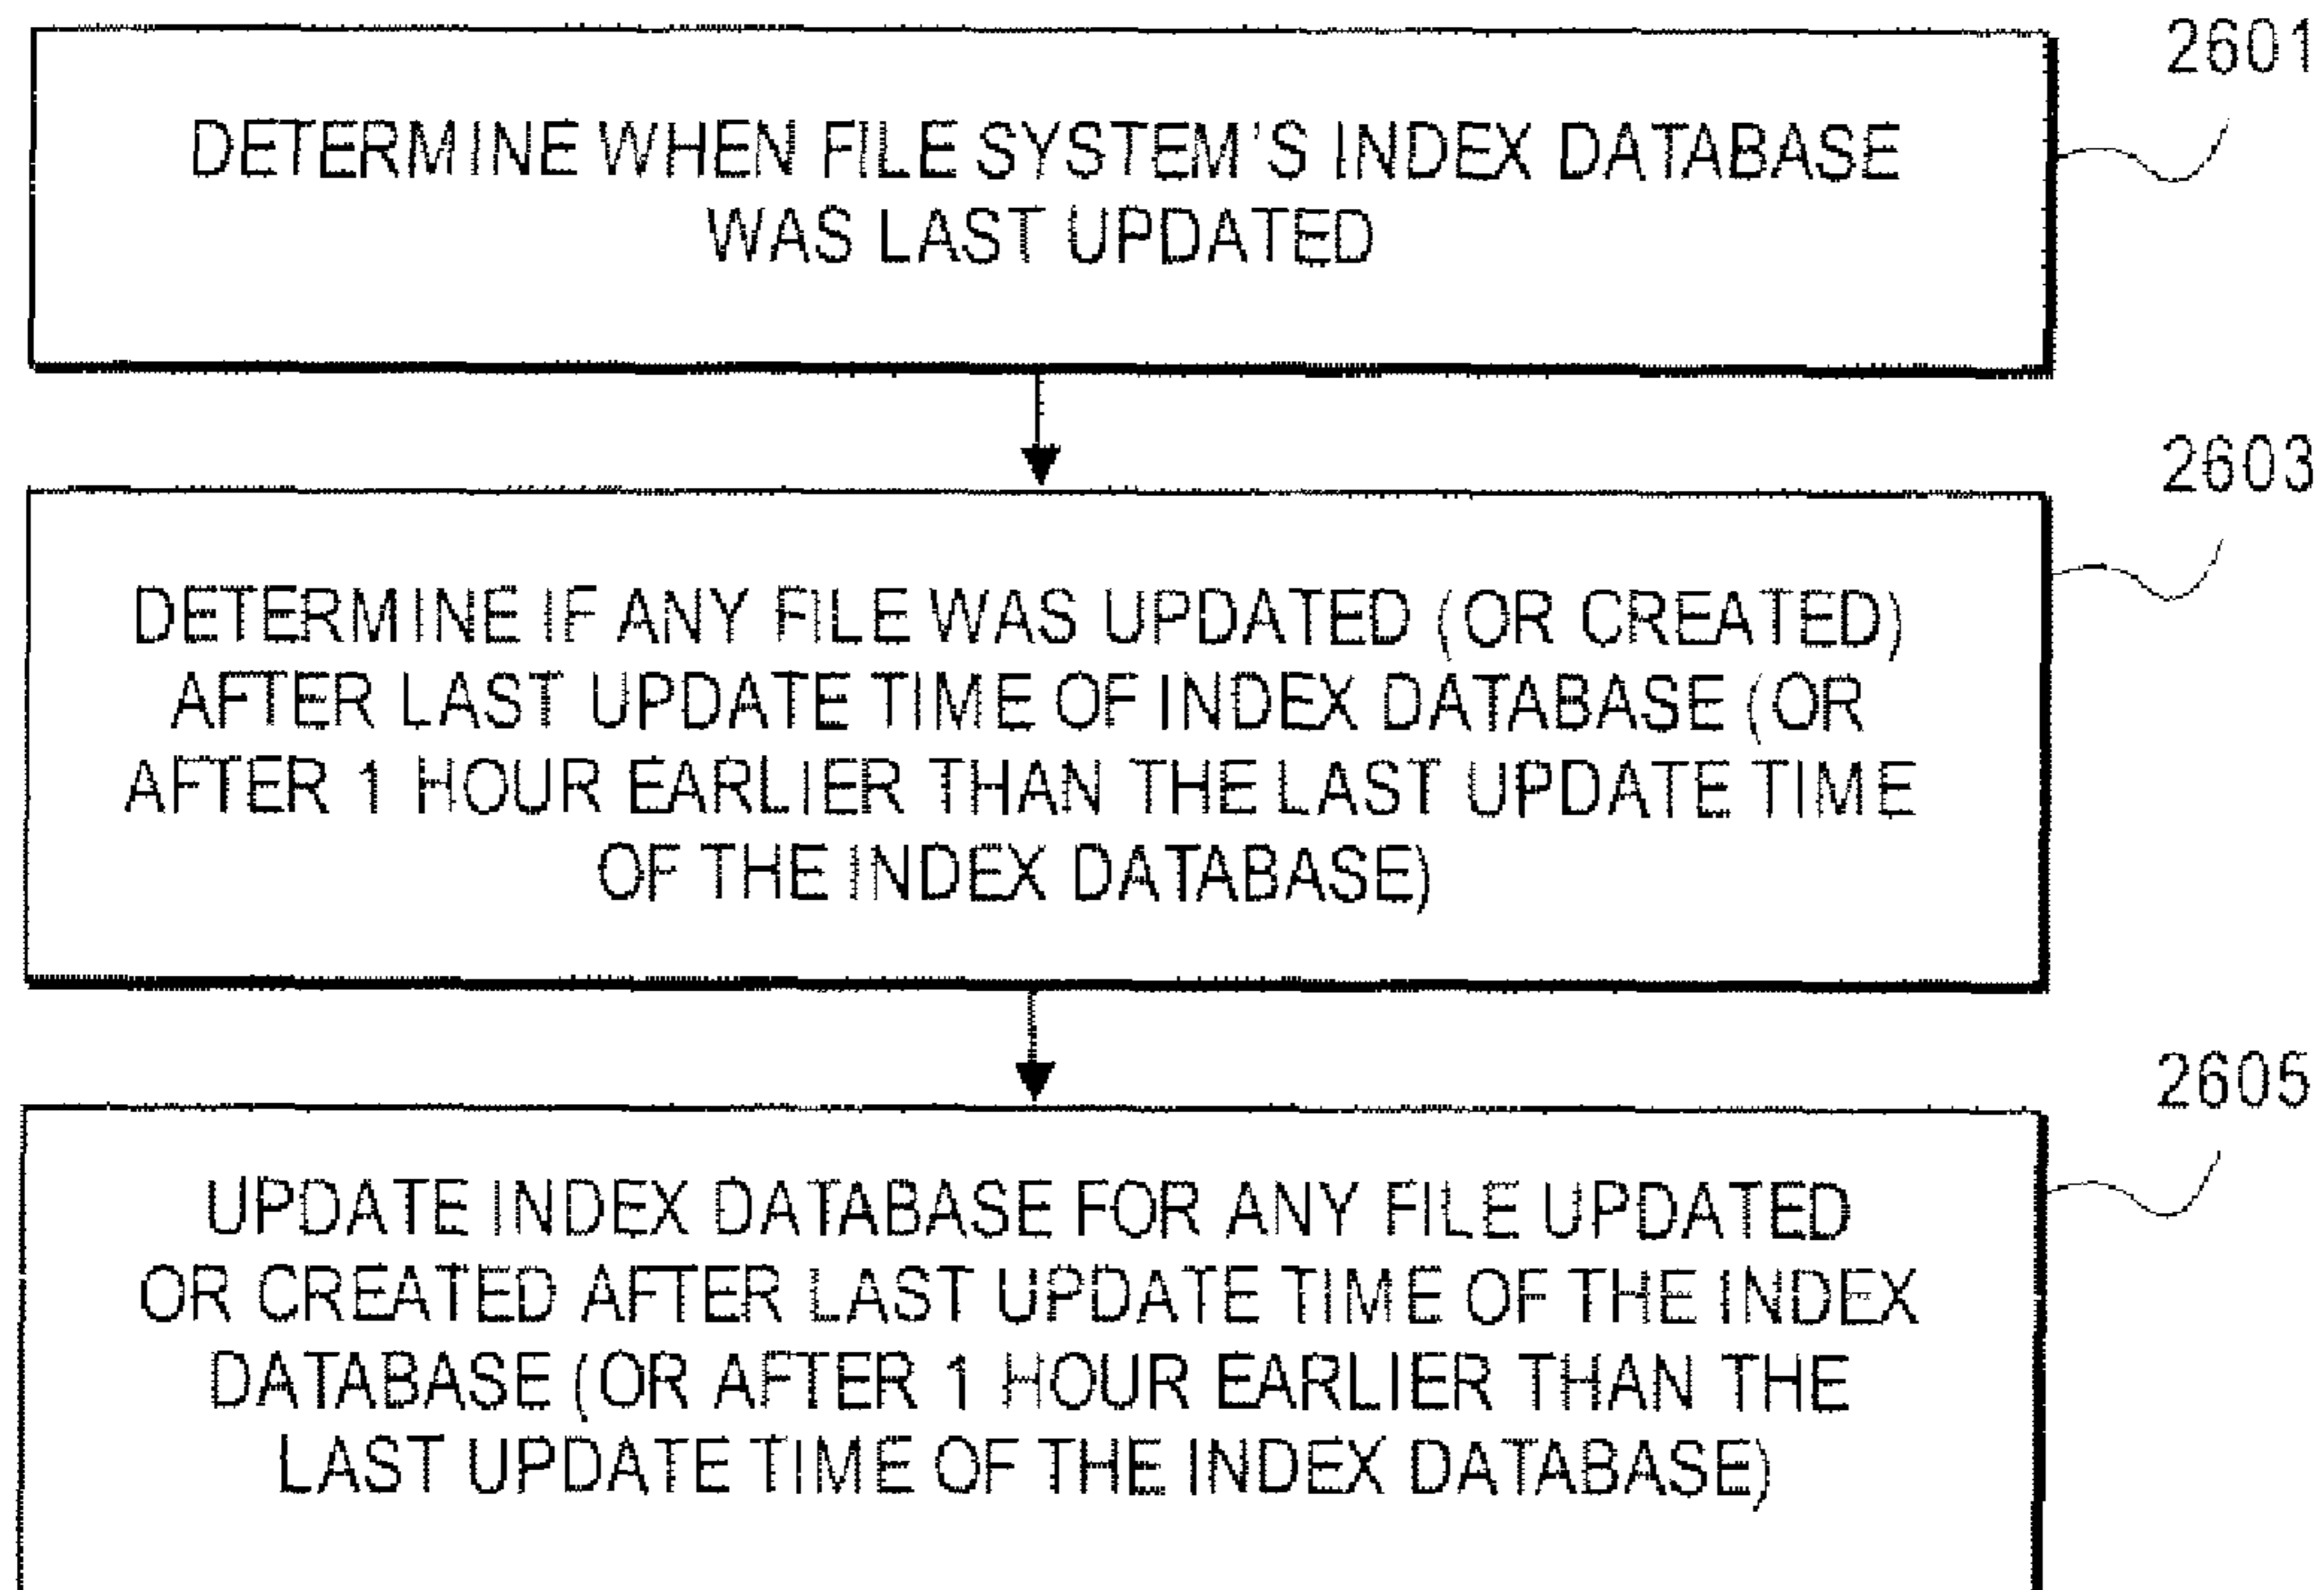 2601
DETERMINE WHEN FILE SYSTEM'S INDEX DATABASE
WAS LAST UPDATED
2603
DETERMINE IF ANY FILE WAS UPDATED (OR CREATED)
AFTER LAST UPDATE TIME OF INDEX DATABASE (OR
AFTER 1 HOUR EARLIER THAN THE LAST UPDATE TIME
OF THE INDEX DATABASE)
2605
UPDATE INDEX DATABASE FOR ANY FILE UPDATED
OR CREATED AFTER LAST UPDATE TIME OF THE INDEX
DATABASE (OR AFTER 1 HOUR EARLIER THAN THE
LAST UPDATE TIME OF THE INDEX DATABASE)